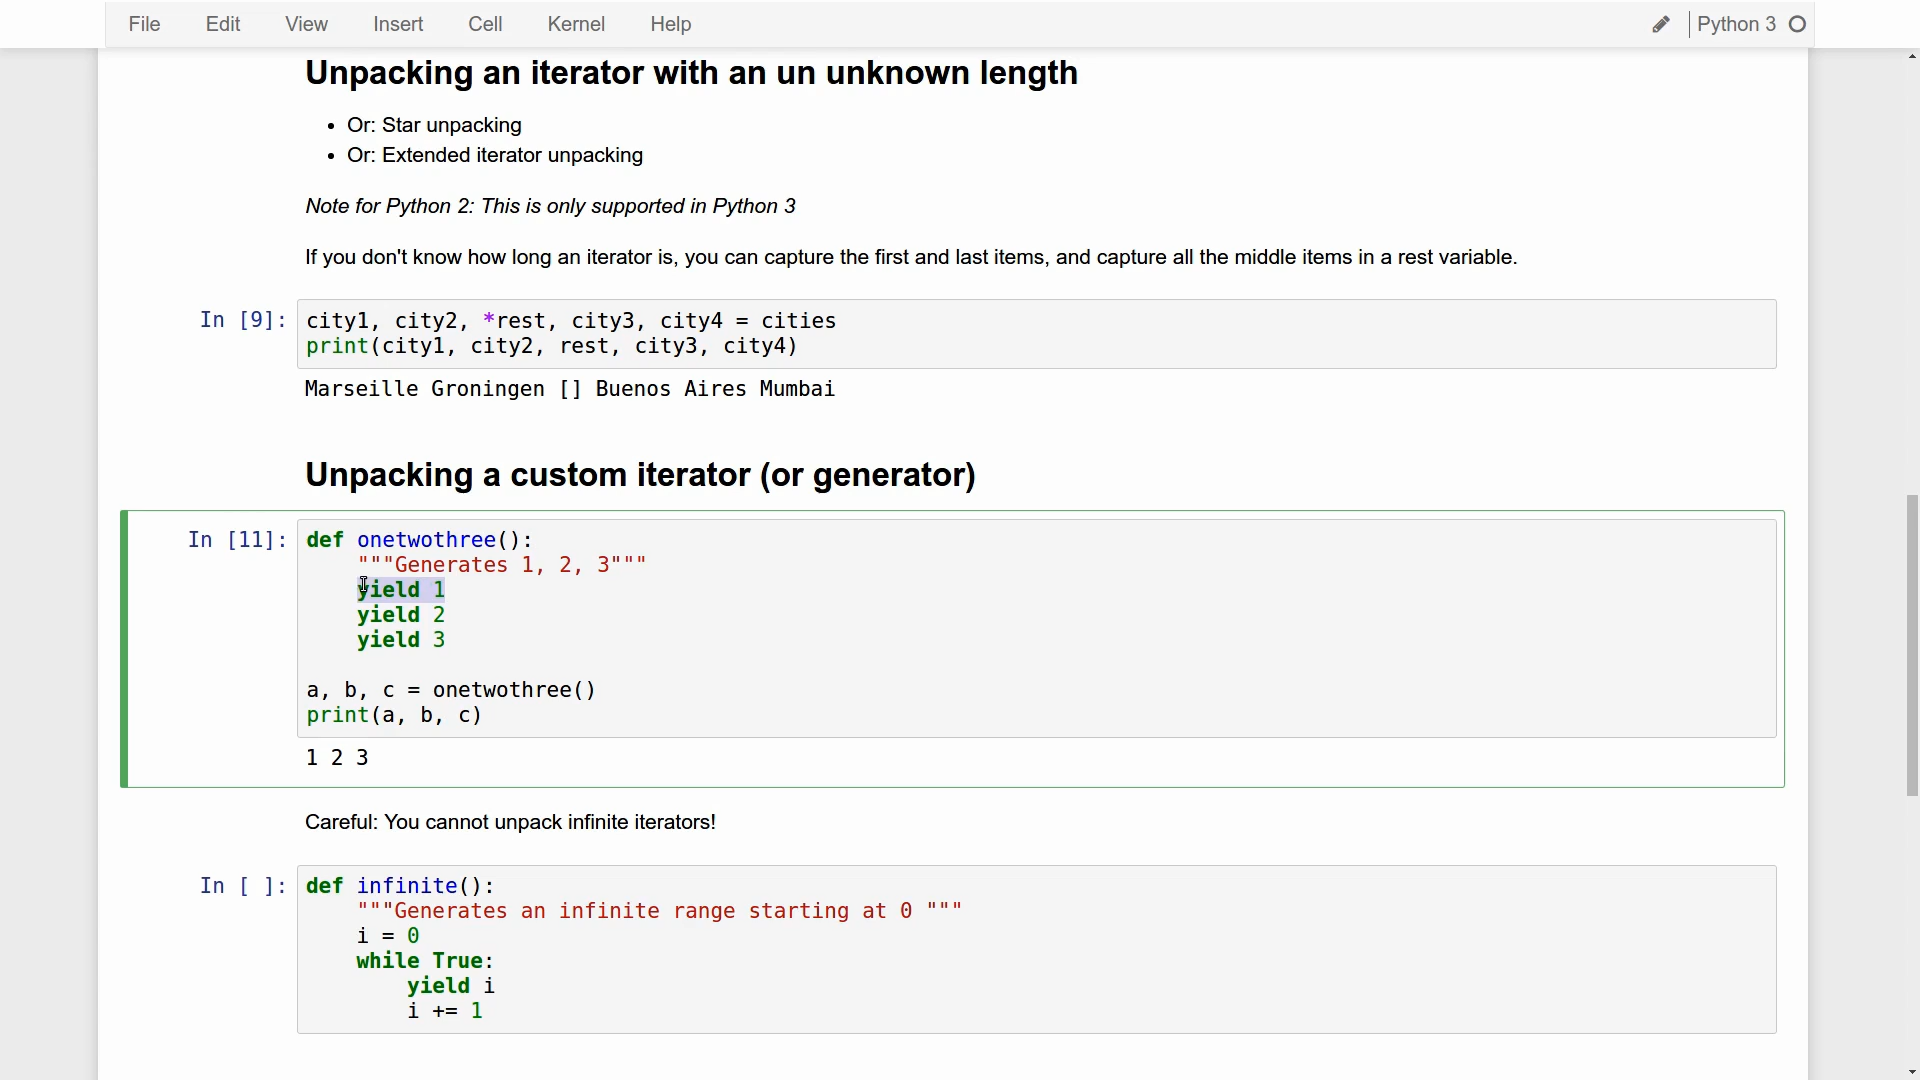 File Edit View Insert Cell Kernel Help Python 3
Unpacking an iterator with an un unknown length
• Or: Star unpacking
• Or: Extended iterator unpacking
Note for Python 2: This is only supported in Python 3
If you don't know how long an iterator is, you can capture the first and last items, and capture all the middle items in a rest variable.
In [9]: city1, city2, *rest, city3, city4 = cities
print(city1, city2, rest, city3, city4)
Marseille Groningen [] Buenos Aires Mumbai
Unpacking a custom iterator (or generator)
In [11]: def onetwothree():
"""Generates 1, 2, 3"""
yield 1
yield 2
yield 3
a, b, c = onetwothree()
print(a, b, c)
1 2 3
Careful: You cannot unpack infinite iterators!
In [ ]: def infinite():
"""Generates an infinite range starting at 0 """
i = 0
while True:
yield i
i += 1